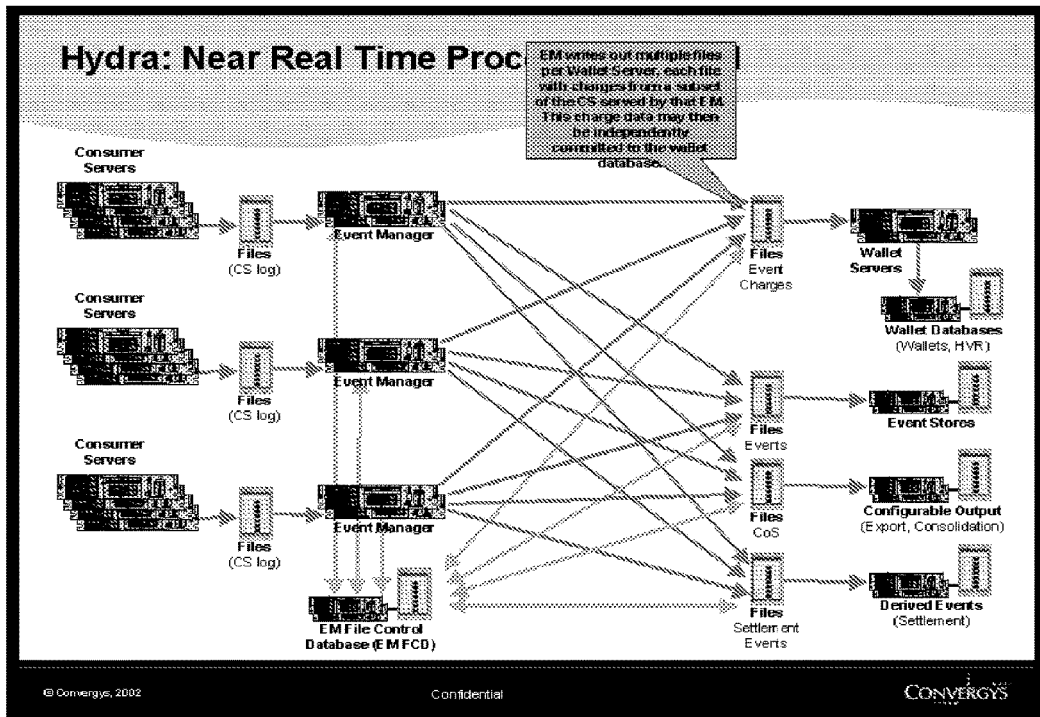 Hydra: Near Real Time Proc
EM writes out multiple files
per Wallet Server, each file
with charges from a subset
of the CS served by that EM.
This charge data may then
be independently
committed to the wallet
database.
Consumer
Servers
Files
(CS log)
Event Manager
Files
Event
Charges
Wallet
Servers
Wallet Databases
(Wallets, HVR)
Consumer
Servers
Files
(CS log)
Event Manager
Files
Events
Event Stores
Consumer
Servers
Files
(CS log)
Event Manager
Files
CoS
Configurable Output
(Export, Consolidation)
EM File Control
Database (EM FCD)
Files
Settlement
Events
Derived Events
(Settlement)
© Convergys, 2002
Confidential
CONVERGYS